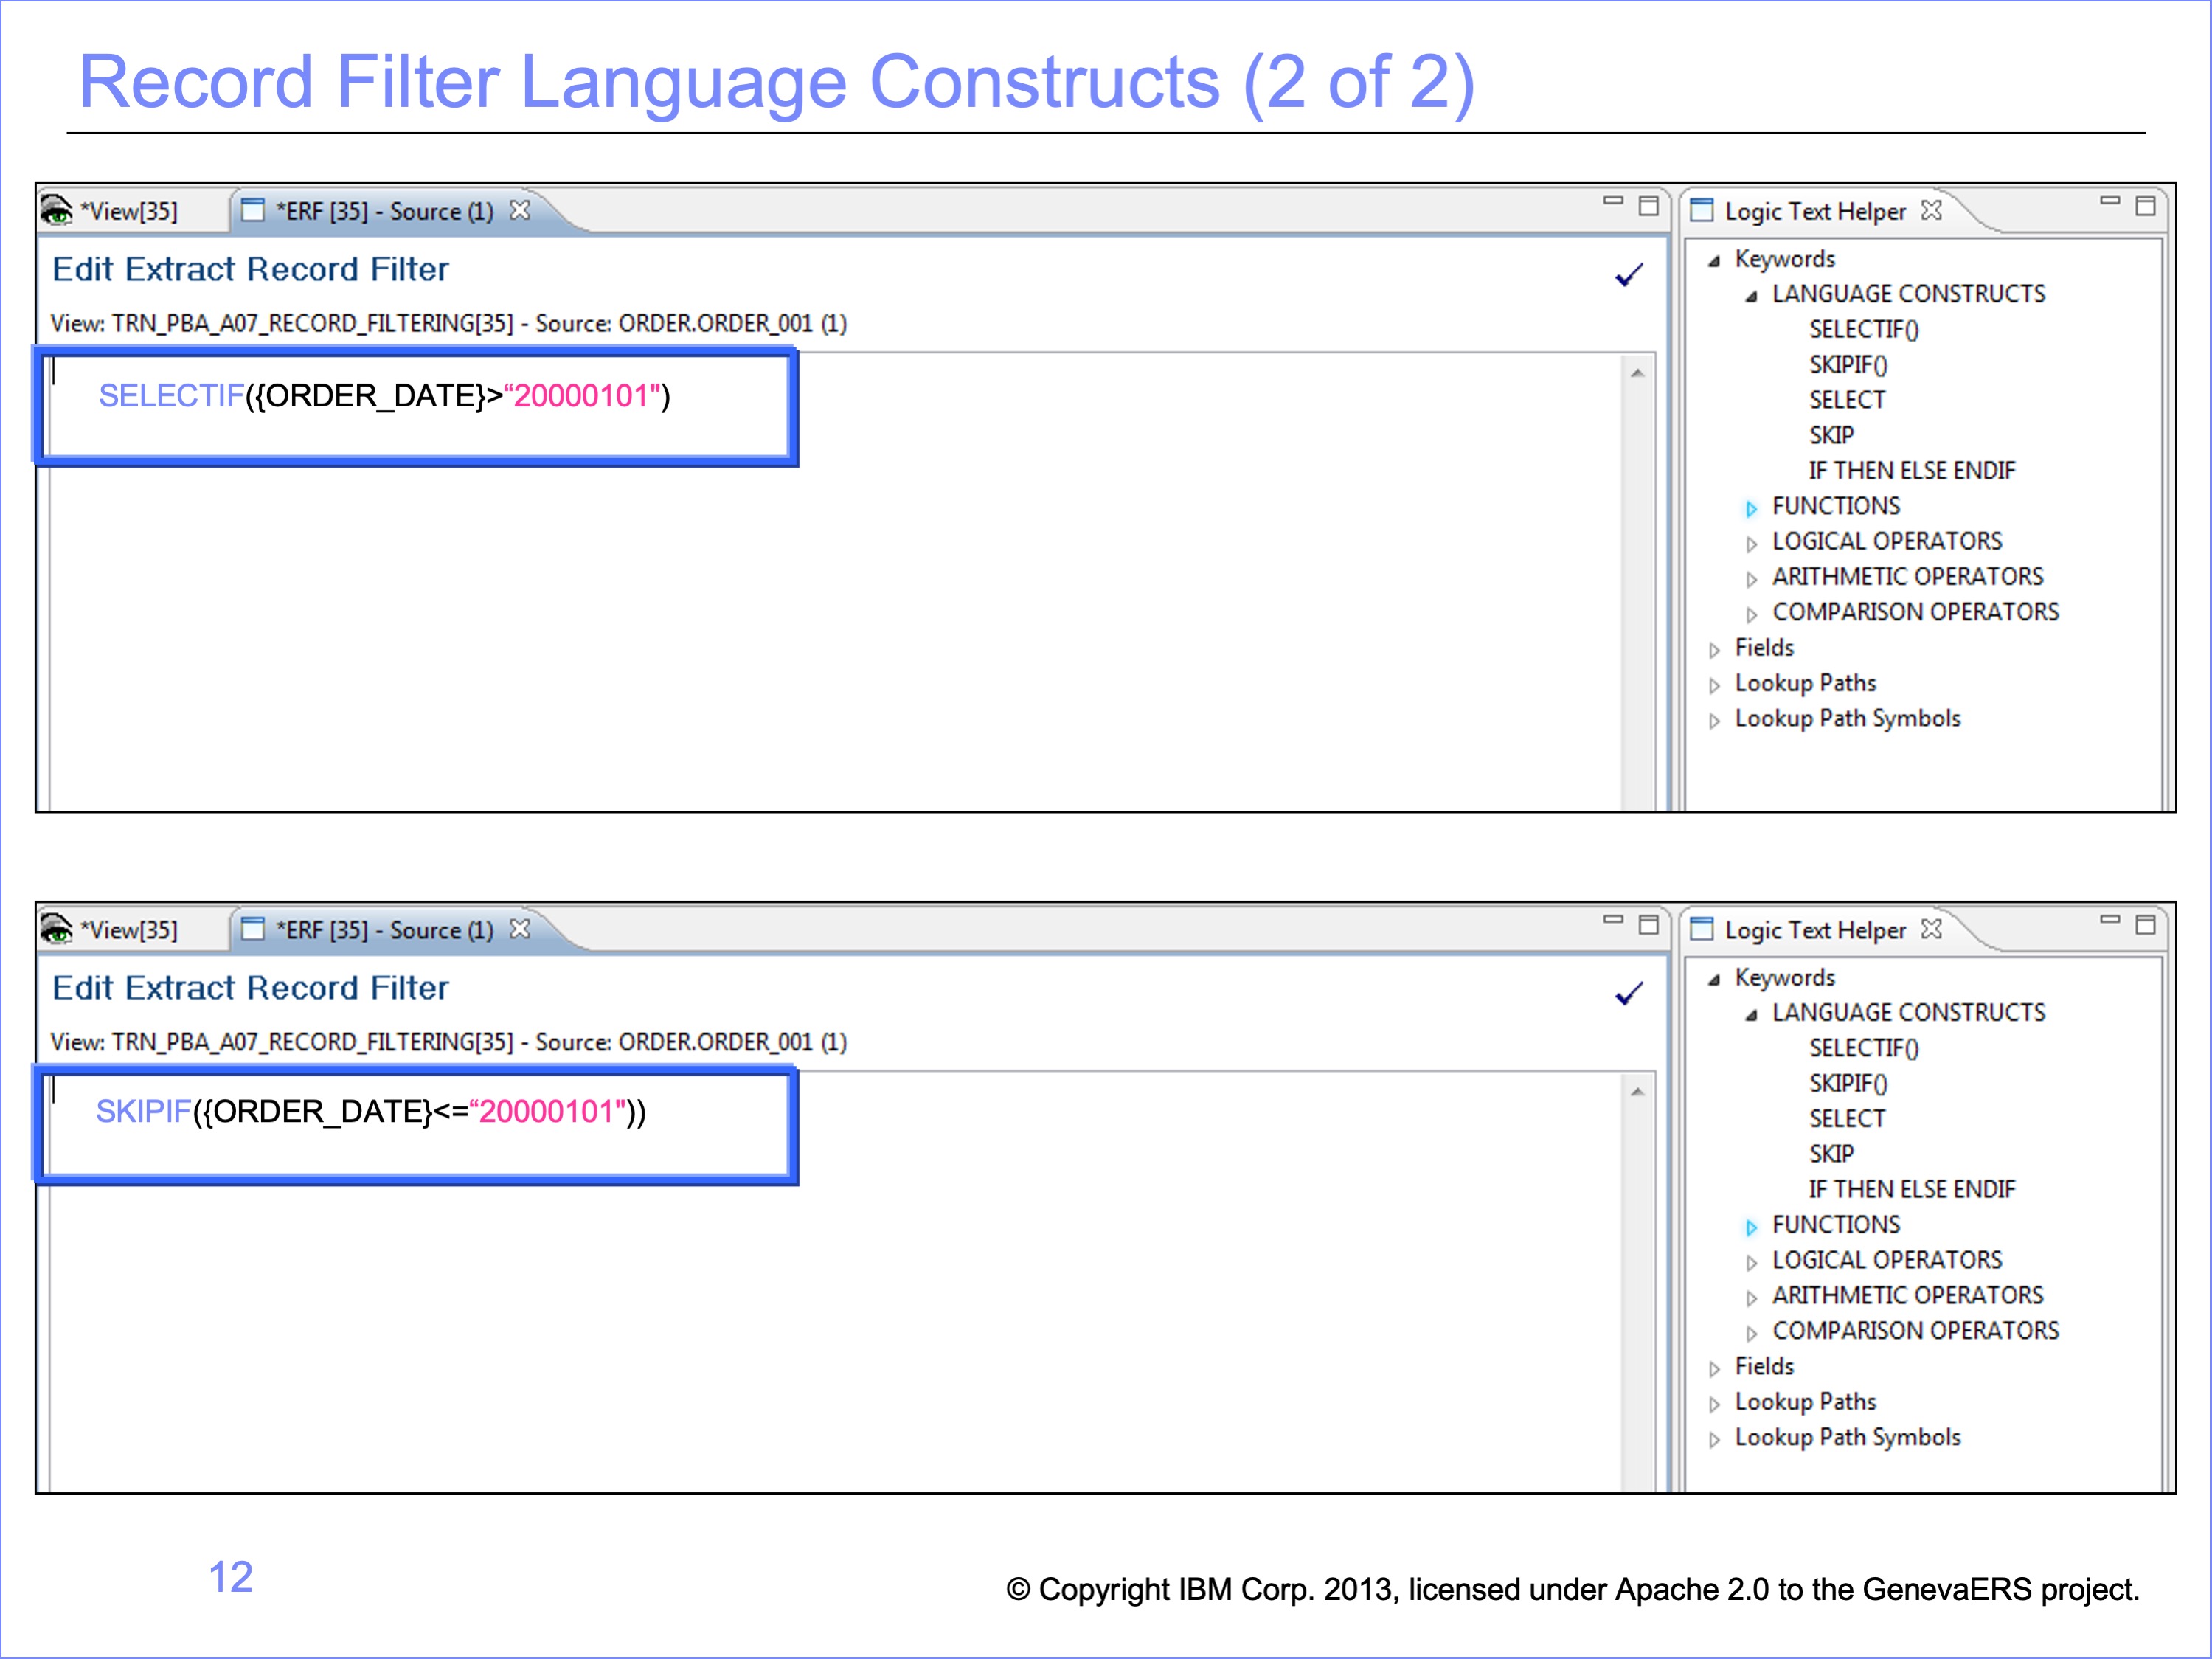 Record Filter Language Constructs (2 of 2)
*View[35]
*ERF [35] - Source (1)
Edit Extract Record Filter
View: TRN_PBA_A07_RECORD_FILTERING[35] - Source: ORDER.ORDER_001 (1)
SELECTIF({ORDER_DATE}>“20000101")
Logic Text Helper
Keywords
LANGUAGE CONSTRUCTS
SELECTIF()
SKIPIF()
SELECT
SKIP
IF THEN ELSE ENDIF
FUNCTIONS
LOGICAL OPERATORS
ARITHMETIC OPERATORS
COMPARISON OPERATORS
Fields
Lookup Paths
Lookup Path Symbols
*View[35]
*ERF [35] - Source (1)
Edit Extract Record Filter
View: TRN_PBA_A07_RECORD_FILTERING[35] - Source: ORDER.ORDER_001 (1)
SKIPIF({ORDER_DATE}<=“20000101"))
Logic Text Helper
Keywords
LANGUAGE CONSTRUCTS
SELECTIF()
SKIPIF()
SELECT
SKIP
IF THEN ELSE ENDIF
FUNCTIONS
LOGICAL OPERATORS
ARITHMETIC OPERATORS
COMPARISON OPERATORS
Fields
Lookup Paths
Lookup Path Symbols
12
© Copyright IBM Corp. 2013, licensed under Apache 2.0 to the GenevaERS project.